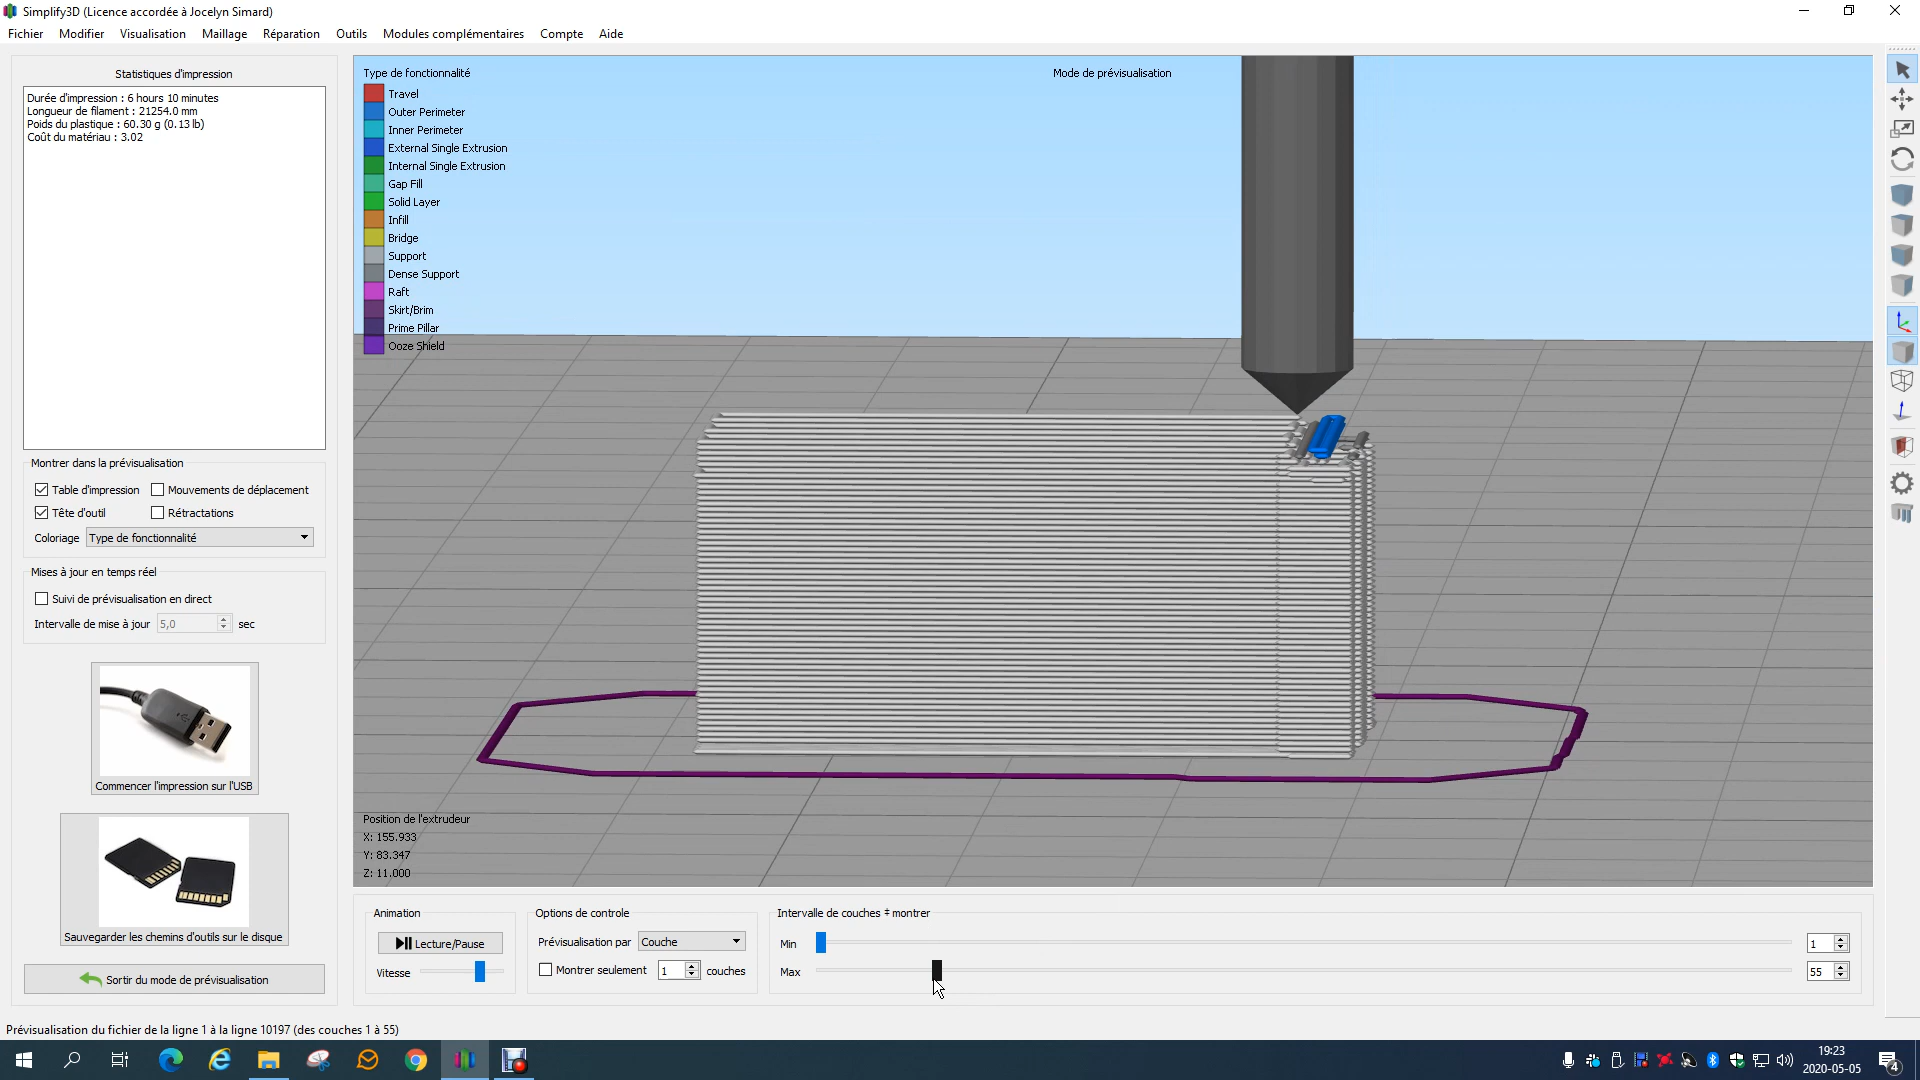 Simplify3D (Licence accordée à Jocelyn Simard)
Fichier Modifier Visualisation Maillage Réparation Outils Modules complémentaires Compte Aide
Statistiques d'impression
Durée d'impression : 6 hours 10 minutes
Longueur de filament : 21254.0 mm
Poids du plastique : 60.30 g (0.13 lb)
Coût du matériau : 3.02
Montrer dans la prévisualisation
Table d'impression Mouvements de déplacement
Tête d'outil Rétractations
Coloriage Type de fonctionnalité
Mises à jour en temps réel
Suivi de prévisualisation en direct
Intervalle de mise à jour 5,0 sec
Commencer l'impression sur l'USB
Sauvegarder les chemins d'outils sur le disque
Sortir du mode de prévisualisation
Type de fonctionnalité
Mode de prévisualisation
Travel
Outer Perimeter
Inner Perimeter
External Single Extrusion
Internal Single Extrusion
Gap Fill
Solid Layer
Infill
Bridge
Support
Dense Support
Raft
Skirt/Brim
Prime Pillar
Ooze Shield
Position de l'extrudeur
X: 155.933
Y: 83.347
Z: 11.000
Animation
Lecture/Pause
Vitesse
Options de controle
Prévisualisation par Couche
Montrer seulement 1 couches
Intervalle de couches ‡ montrer
Min 1
Max 55
Prévisualisation du fichier de la ligne 1 à la ligne 10197 (des couches 1 à 55)
19:23
2020-05-05
4